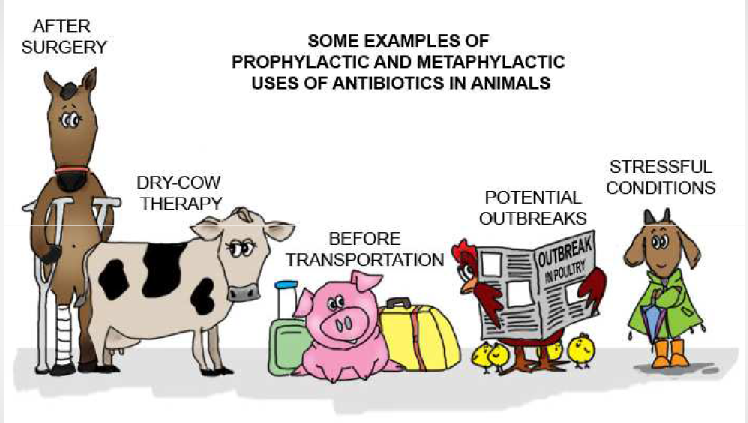 AFTER
SURGERY
SOME EXAMPLES OF
PROPHYLACTIC AND METAPHYLACTIC
USES OF ANTIBIOTICS IN ANIMALS
DRY-COW
THERAPY
BEFORE
TRANSPORTATION
POTENTIAL
OUTBREAKS
OUTBREAK
IN POULTRY
STRESSFUL
CONDITIONS